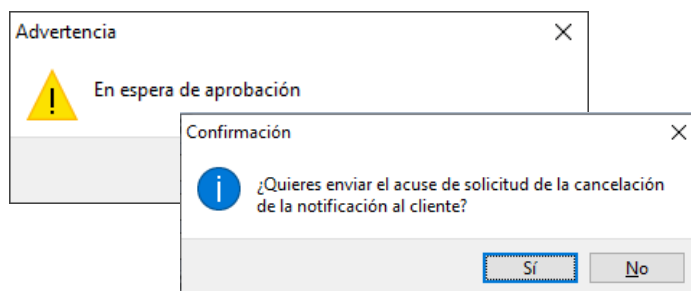 Advertencia
En espera de aprobación
Confirmación
¿Quieres enviar el acuse de solicitud de la cancelación
de la notificación al cliente?
Sí
No